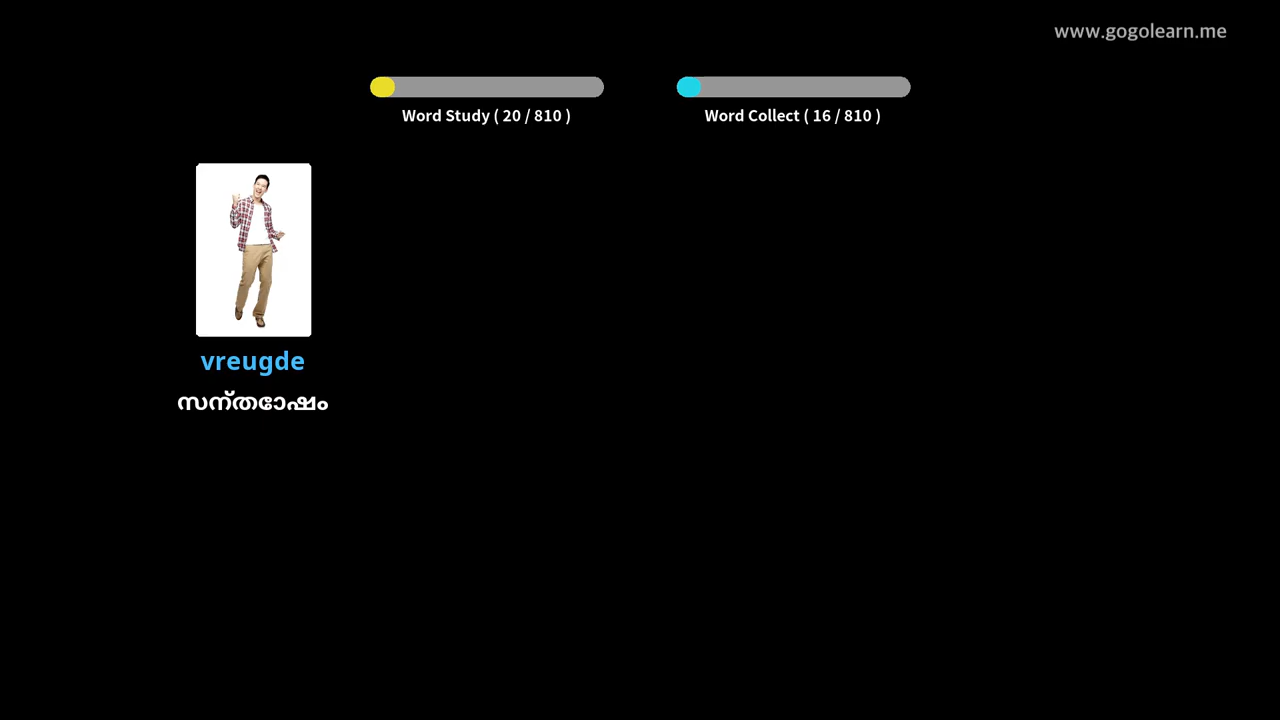 www.gogolearn.me
Word Study ( 20 / 810 )
Word Collect ( 16 / 810 )
vreugde
സന്തോഷം